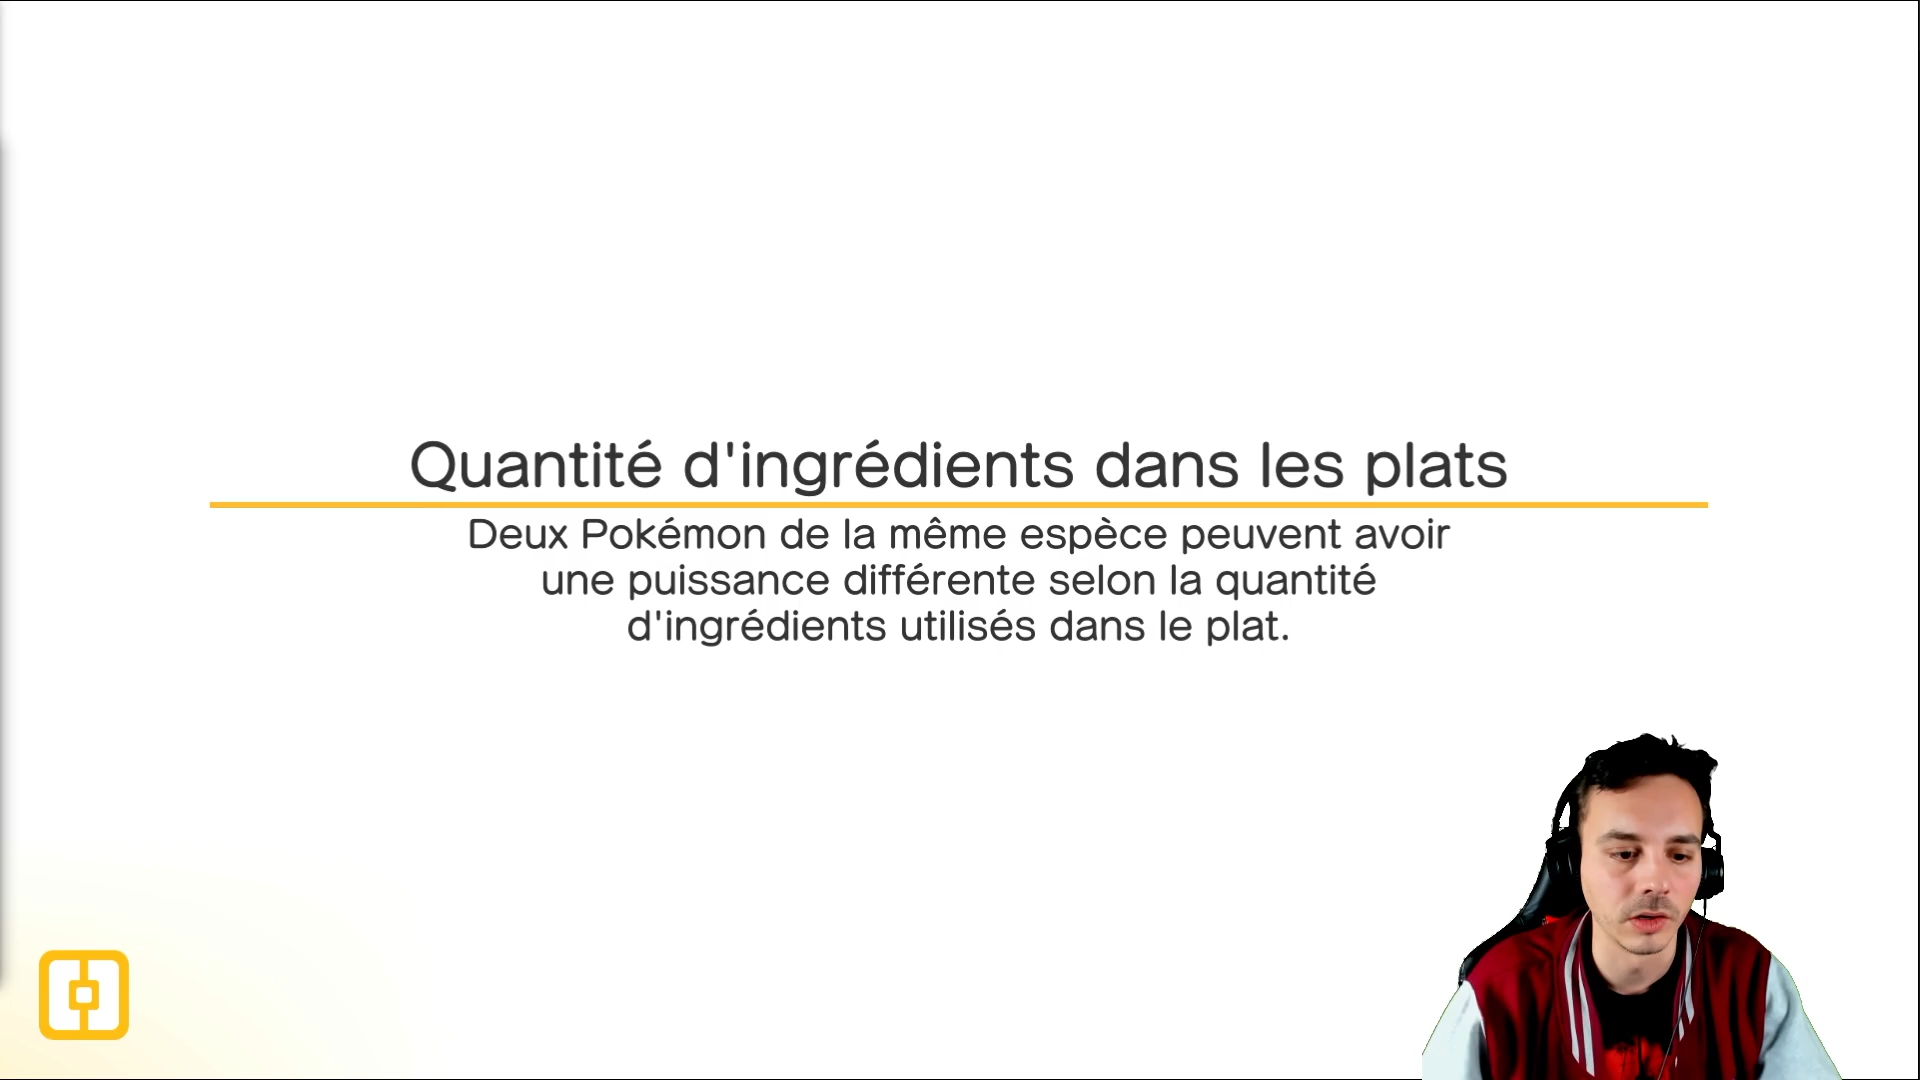 Quantité d'ingrédients dans les plats
Deux Pokémon de la même espèce peuvent avoir
une puissance différente selon la quantité
d'ingrédients utilisés dans le plat.